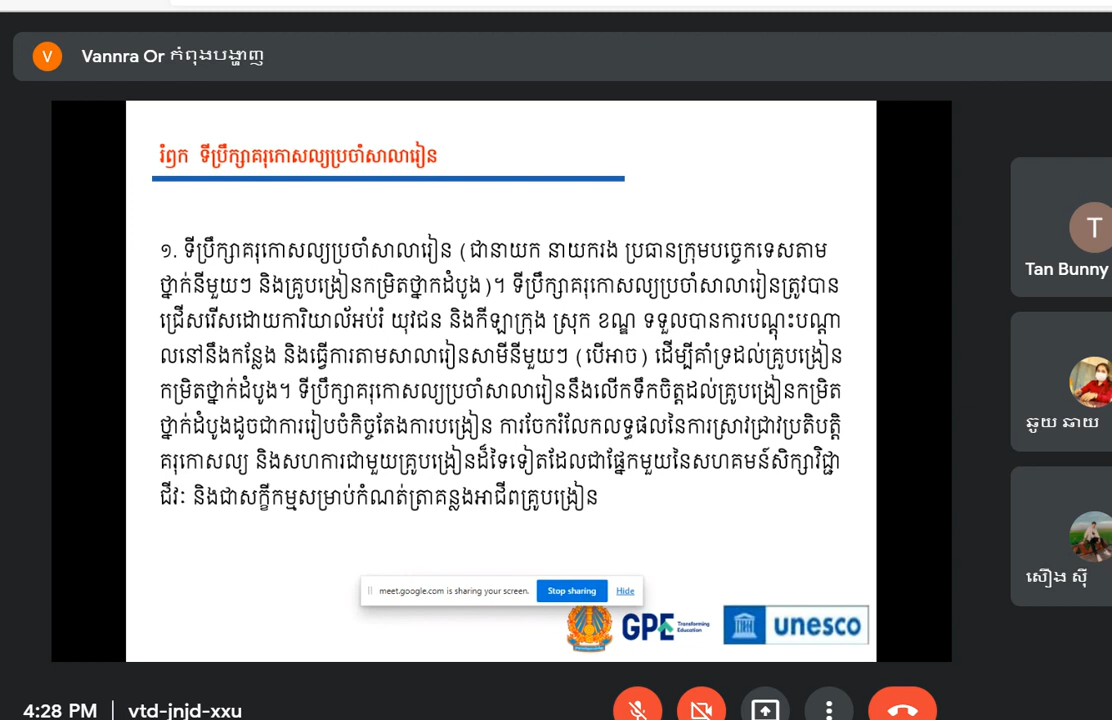 V Vannra Or កំពុងបង្ហាញ
រំឭក ទីប្រឹក្សាគរុកោសល្យប្រចាំសាលារៀន
១. ទីប្រឹក្សាគរុកោសល្យប្រចាំសាលារៀន (ជានាយក នាយករង ប្រធានក្រុមបច្ចេកទេសតាម
ថ្នាក់នីមួយៗ និងគ្រូបង្រៀនកម្រិតថ្នាកដំបូង)។ ទីប្រឹក្សាគរុកោសល្យប្រចាំសាលារៀនត្រូវបាន
ជ្រើសរើសដោយការិយាល័អប់រំ យុវជន និងកីឡាក្រុង ស្រុក ខណ្ឌ ទទួលបានការបណ្តុះបណ្តា
លនៅនឹងកន្លែង និងធ្វើការតាមសាលារៀនសាមីនីមួយៗ (បើអាច) ដើម្បីគាំទ្រដល់គ្រូបង្រៀន
កម្រិតថ្នាក់ដំបូង។ ទីប្រឹក្សាគរុកោសល្យប្រចាំសាលារៀននឹងលើកទឹកចិត្តដល់គ្រូបង្រៀនកម្រិត
ថ្នាក់ដំបូងដូចជាការរៀបចំកិច្ចតែងការបង្រៀន ការចែករំលែកលទ្ធផលនៃការស្រាវជ្រាវប្រតិបត្តិ
គរុកោសល្យ និងសហការជាមួយគ្រូបង្រៀនដ៏ទៃទៀតដែលជាផ្នែកមួយនៃសហគមន៍សិក្សាវិជ្ជា
ជីវៈ និងជាសក្ខីកម្មសម្រាប់កំណត់ត្រាគន្លងអាជីពគ្រូបង្រៀន
meet.google.com is sharing your screen. Stop sharing Hide
GPE Transforming Education
unesco
T
Tan Bunny
ឆួយ ឆាយ
សឿង ស៊ី
4:28 PM | vtd-jnjd-xxu